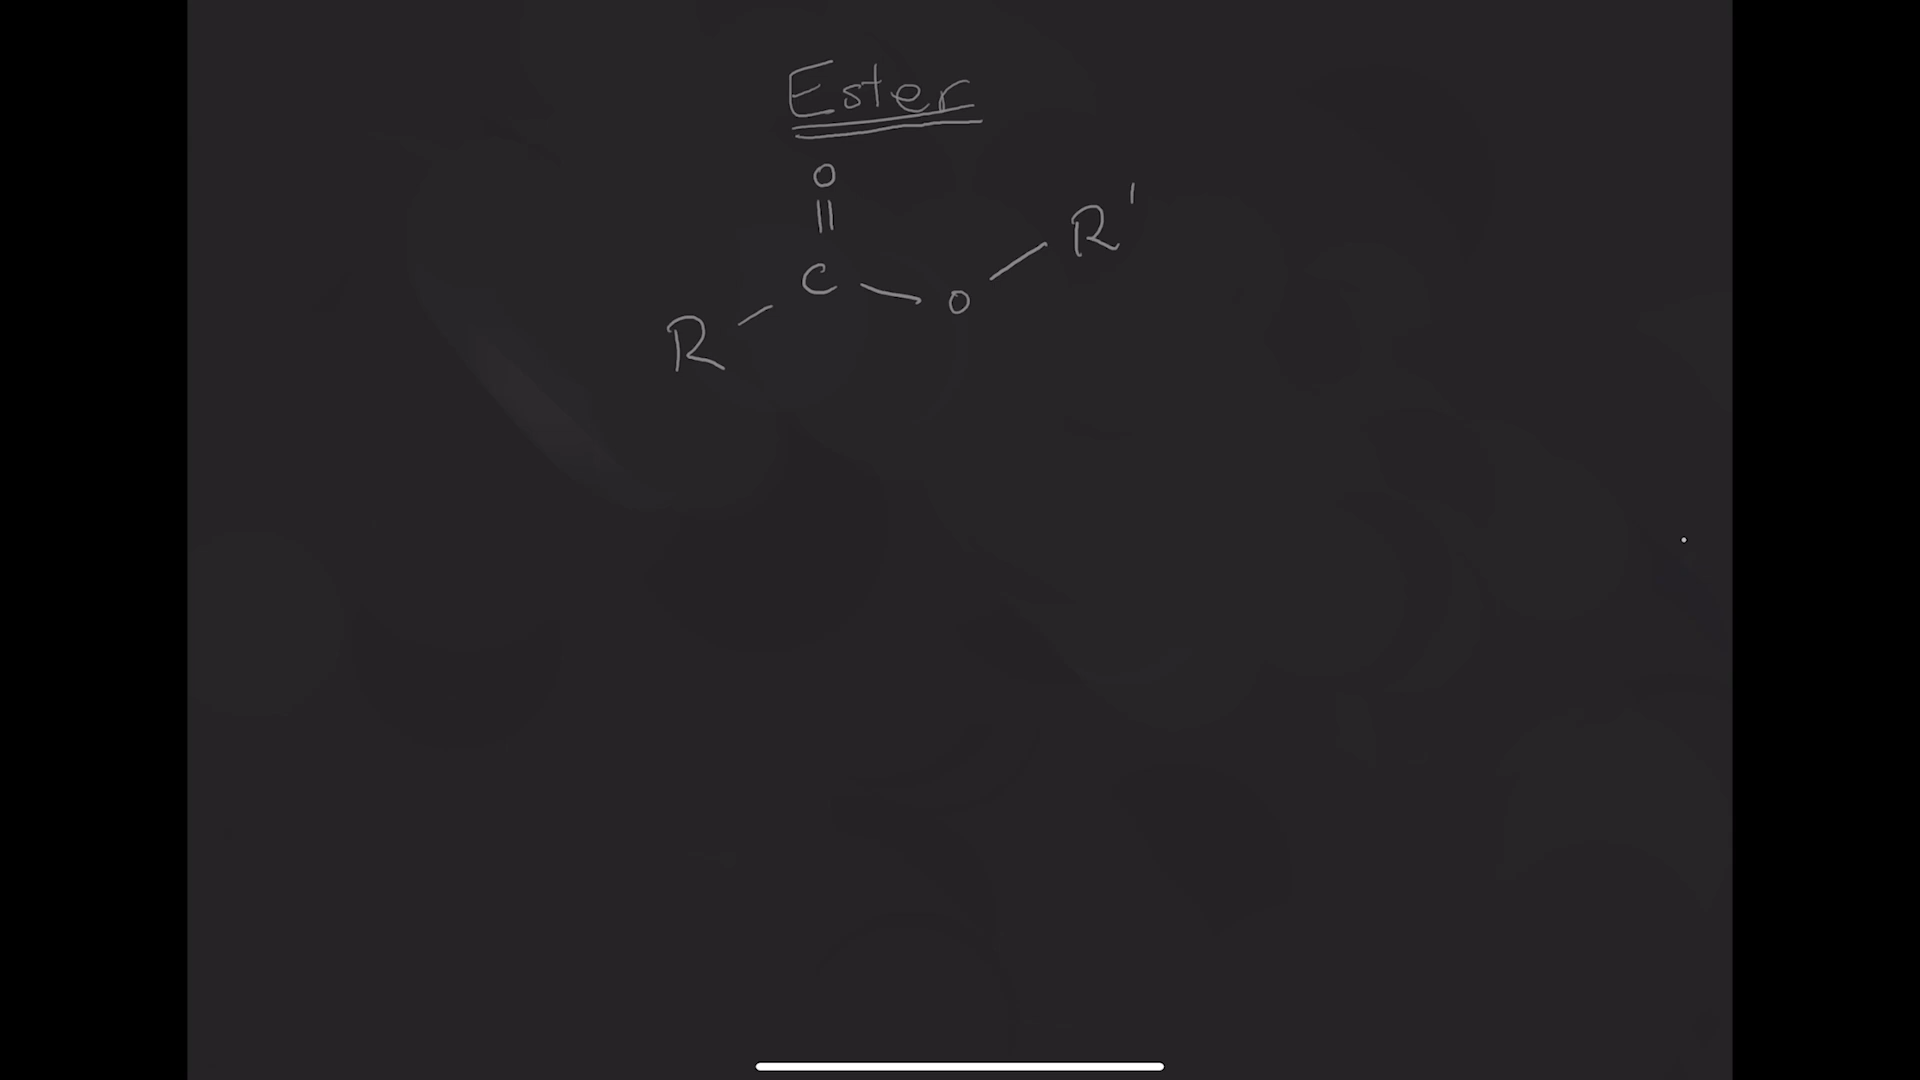 Ester
O
||
C — O — R'
R —